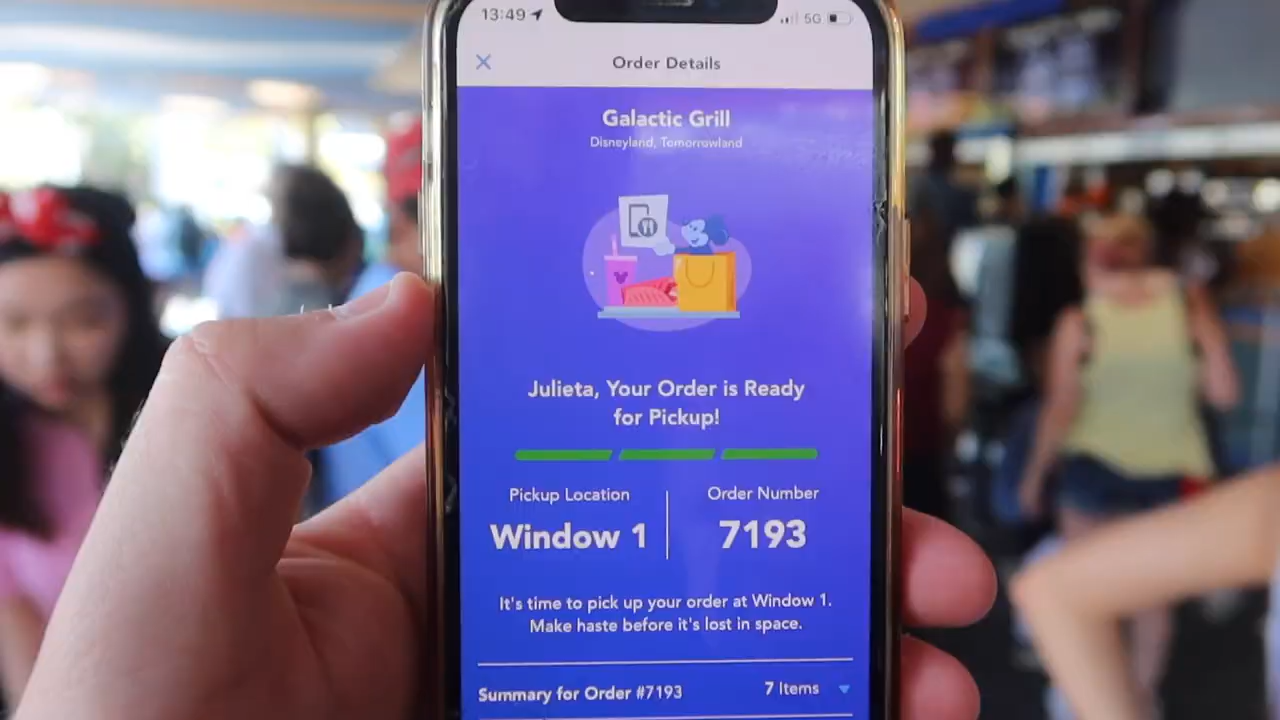 13:49
5G
Order Details
Galactic Grill
Disneyland, Tomorrowland
Julieta, Your Order is Ready
for Pickup!
Pickup Location
Order Number
Window 1
7193
It's time to pick up your order at Window 1.
Make haste before it's lost in space.
Summary for Order #7193
7 Items